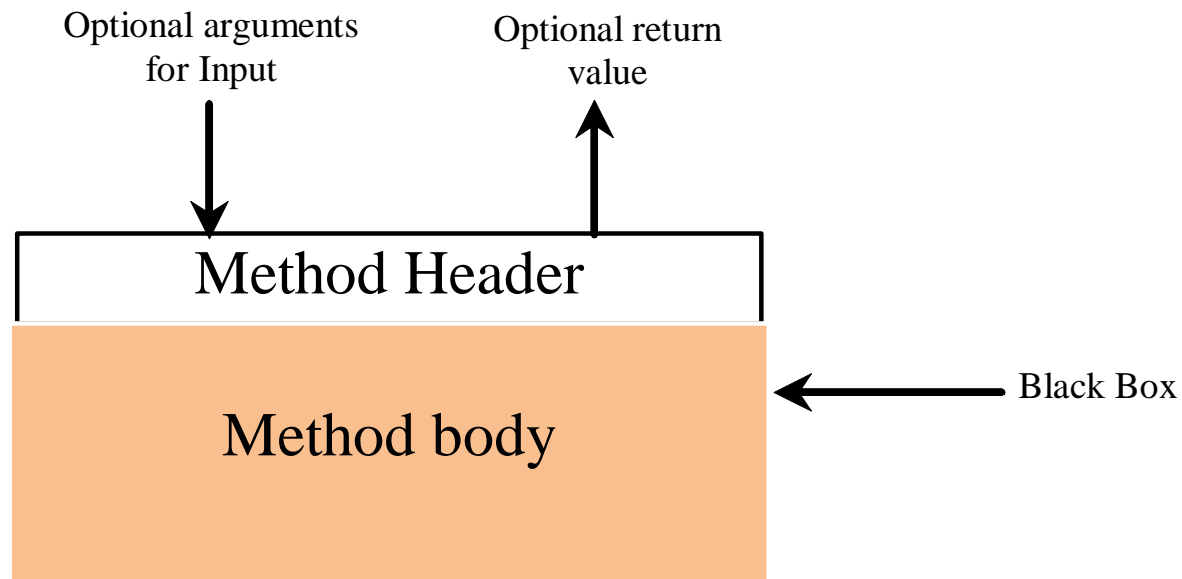 Optional arguments
for Input
Optional return
value
Method Header
Black Box
Method body